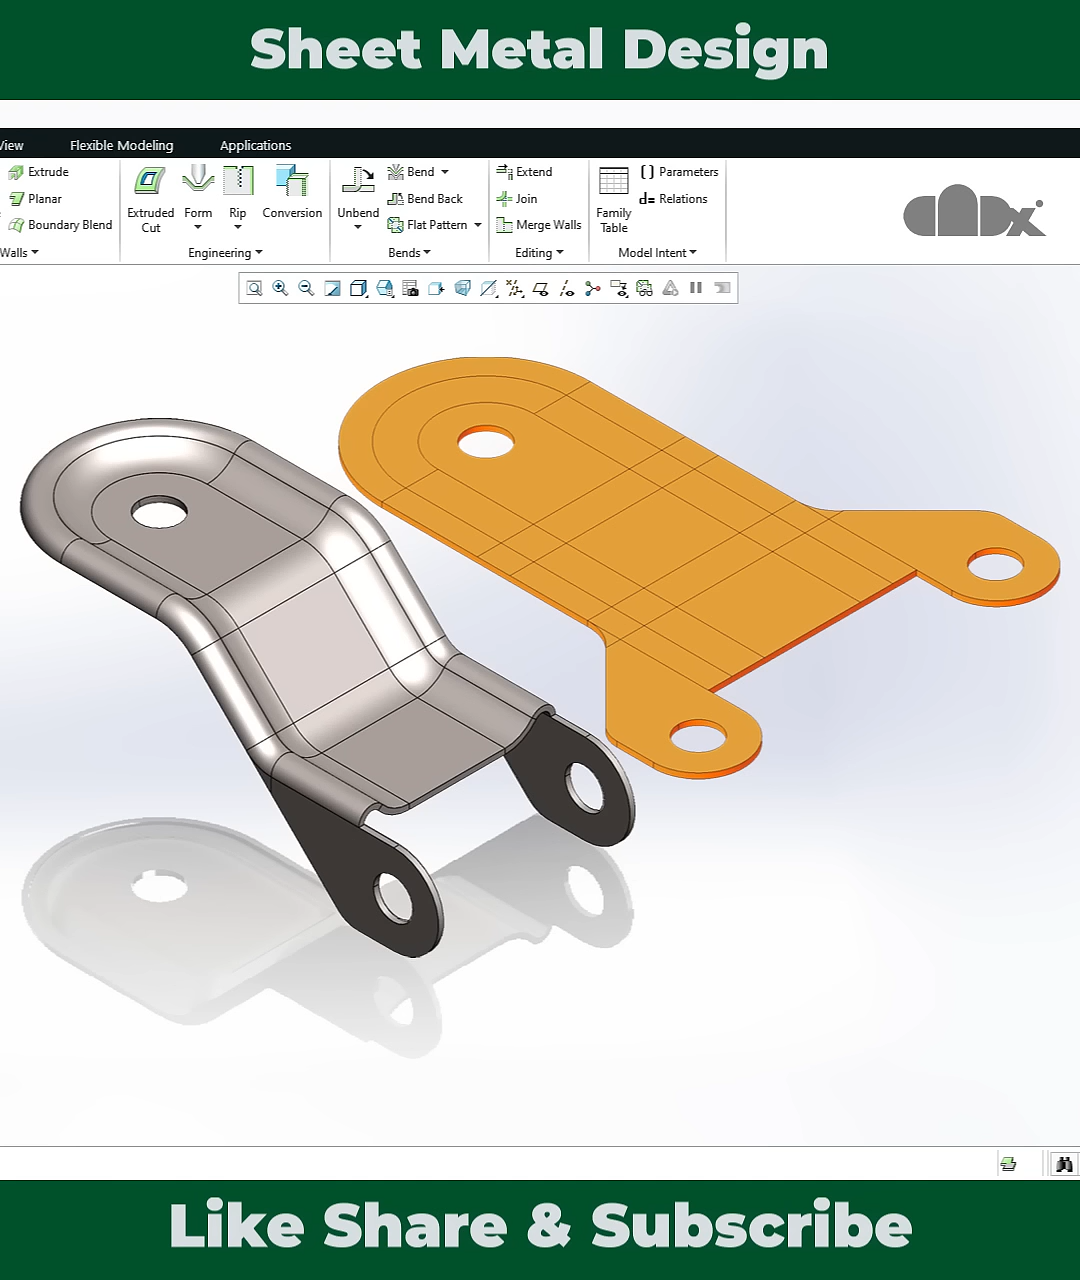 Sheet Metal Design
View Flexible Modeling Applications
Extrude
Planar
Boundary Blend
Walls
Extruded Cut
Form
Rip
Conversion
Engineering
Unbend
Bend
Bend Back
Flat Pattern
Bends
Extend
Join
Merge Walls
Editing
Family Table
Parameters
Relations
Model Intent
CADx
Like Share & Subscribe